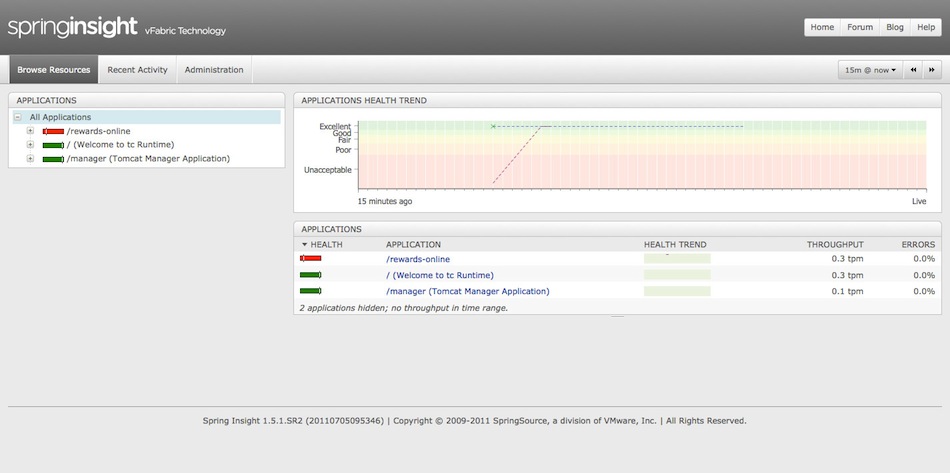 springinsight vFabric Technology
Home Forum Blog Help
Browse Resources Recent Activity Administration
15m @ now
APPLICATIONS
All Applications
/rewards-online
/ (Welcome to tc Runtime)
/manager (Tomcat Manager Application)
APPLICATIONS HEALTH TREND
Excellent
Good
Fair
Poor
Unacceptable
15 minutes ago Live
APPLICATIONS
HEALTH APPLICATION HEALTH TREND THROUGHPUT ERRORS
/rewards-online 0.3 tpm 0.0%
/ (Welcome to tc Runtime) 0.3 tpm 0.0%
/manager (Tomcat Manager Application) 0.1 tpm 0.0%
2 applications hidden; no throughput in time range.
Spring Insight 1.5.1.SR2 (20110705095346) | Copyright © 2009-2011 SpringSource, a division of VMware, Inc. | All Rights Reserved.